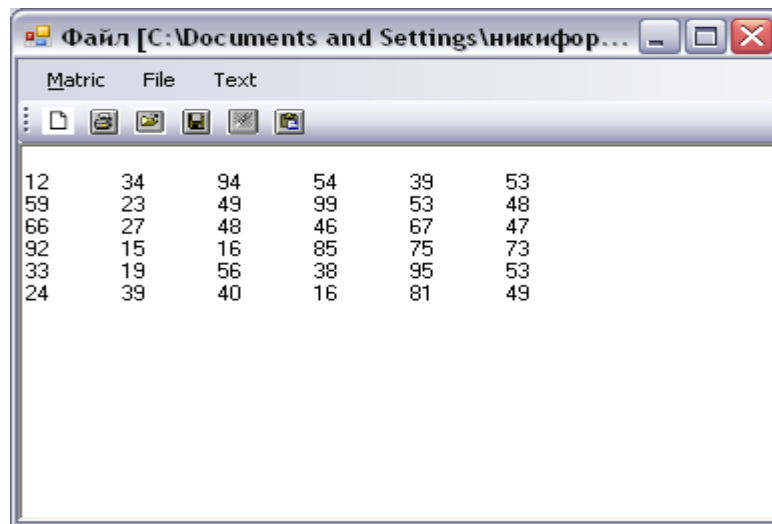 Файл [C:\Documents and Settings\никифор...
Matric File Text
12 34 94 54 39 53
59 23 49 99 53 48
66 27 48 46 67 47
92 15 16 85 75 73
33 19 56 38 95 53
24 39 40 16 81 49